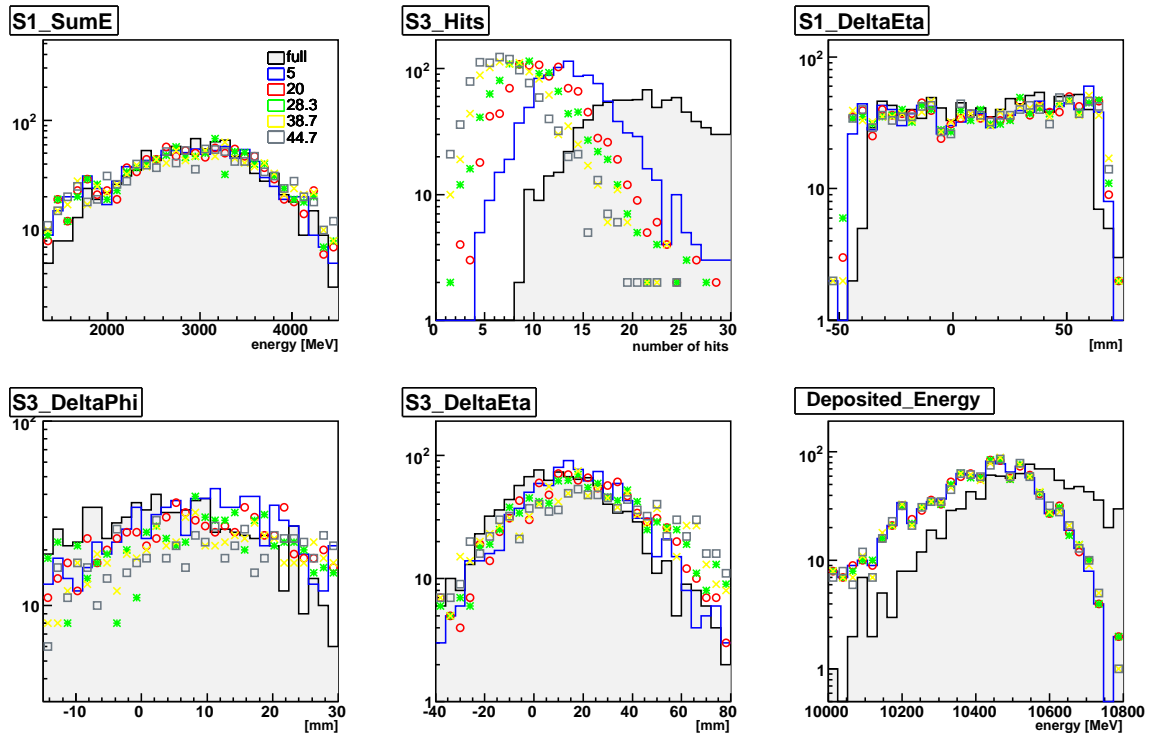 S1_SumE
full
5
20
28.3
38.7
44.7
10²
10
2000 3000 4000
energy [MeV]
S3_Hits
10²
10
1
0 5 10 15 20 25 30
number of hits
S1_DeltaEta
10²
10
1
-50 0 50
[mm]
S3_DeltaPhi
10²
10
-10 0 10 20 30
[mm]
S3_DeltaEta
10²
10
1
-40 -20 0 20 40 60 80
[mm]
Deposited_Energy
10²
10
1
10000 10200 10400 10600 10800
energy [MeV]